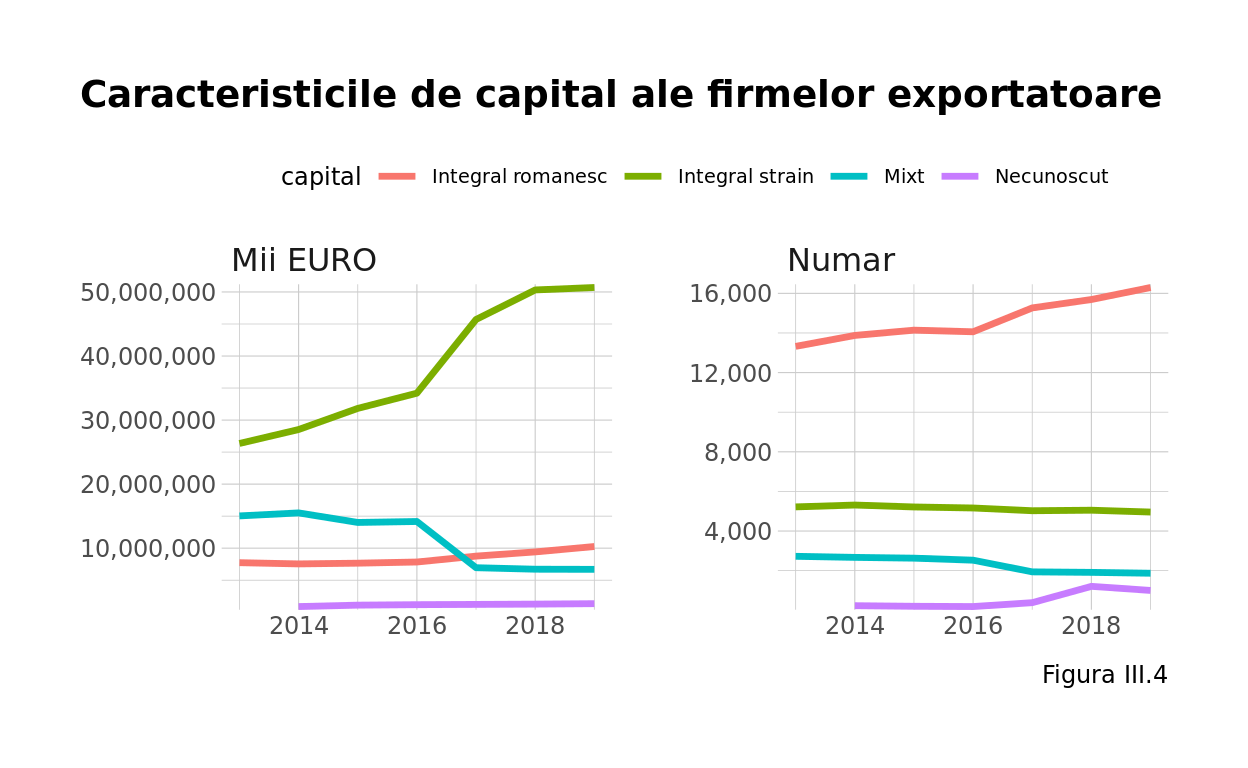 Caracteristicile de capital ale firmelor exportatoare
capital Integral romanesc Integral strain Mixt Necunoscut
Mii EURO
50,000,000
40,000,000
30,000,000
20,000,000
10,000,000
2014 2016 2018
Numar
16,000
12,000
8,000
4,000
2014 2016 2018
Figura III.4